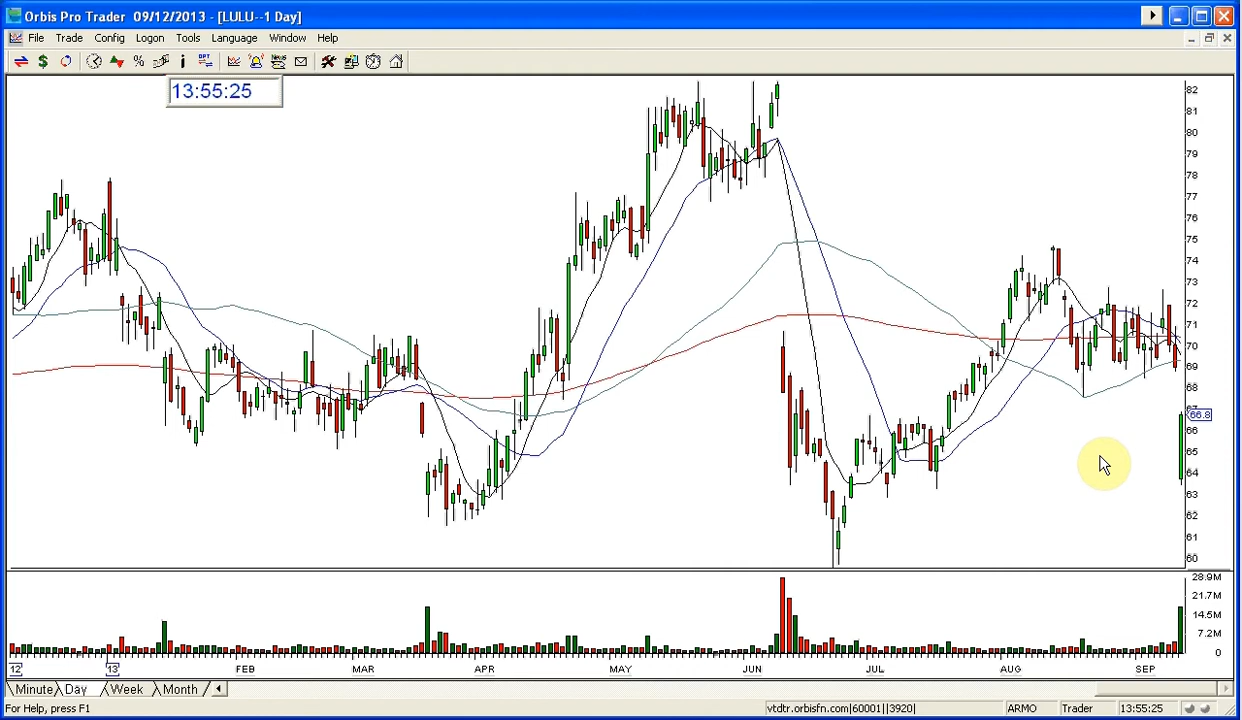 Orbis Pro Trader 09/12/2013 - [LULU--1 Day]
File Trade Config Logon Tools Language Window Help
$ % i OPT NEWS
13:55:25
82
81
80
79
78
77
76
75
74
73
72
71
70
69
68
67
66.8
66
65
64
63
62
61
60
28.9M
21.7M
14.5M
7.2M
0
12 13 FEB MAR APR MAY JUN JUL AUG SEP
Minute Day Week Month
For Help, press F1 vtdtr.orbisfn.com|60001||3920| ARMO Trader 13:55:25